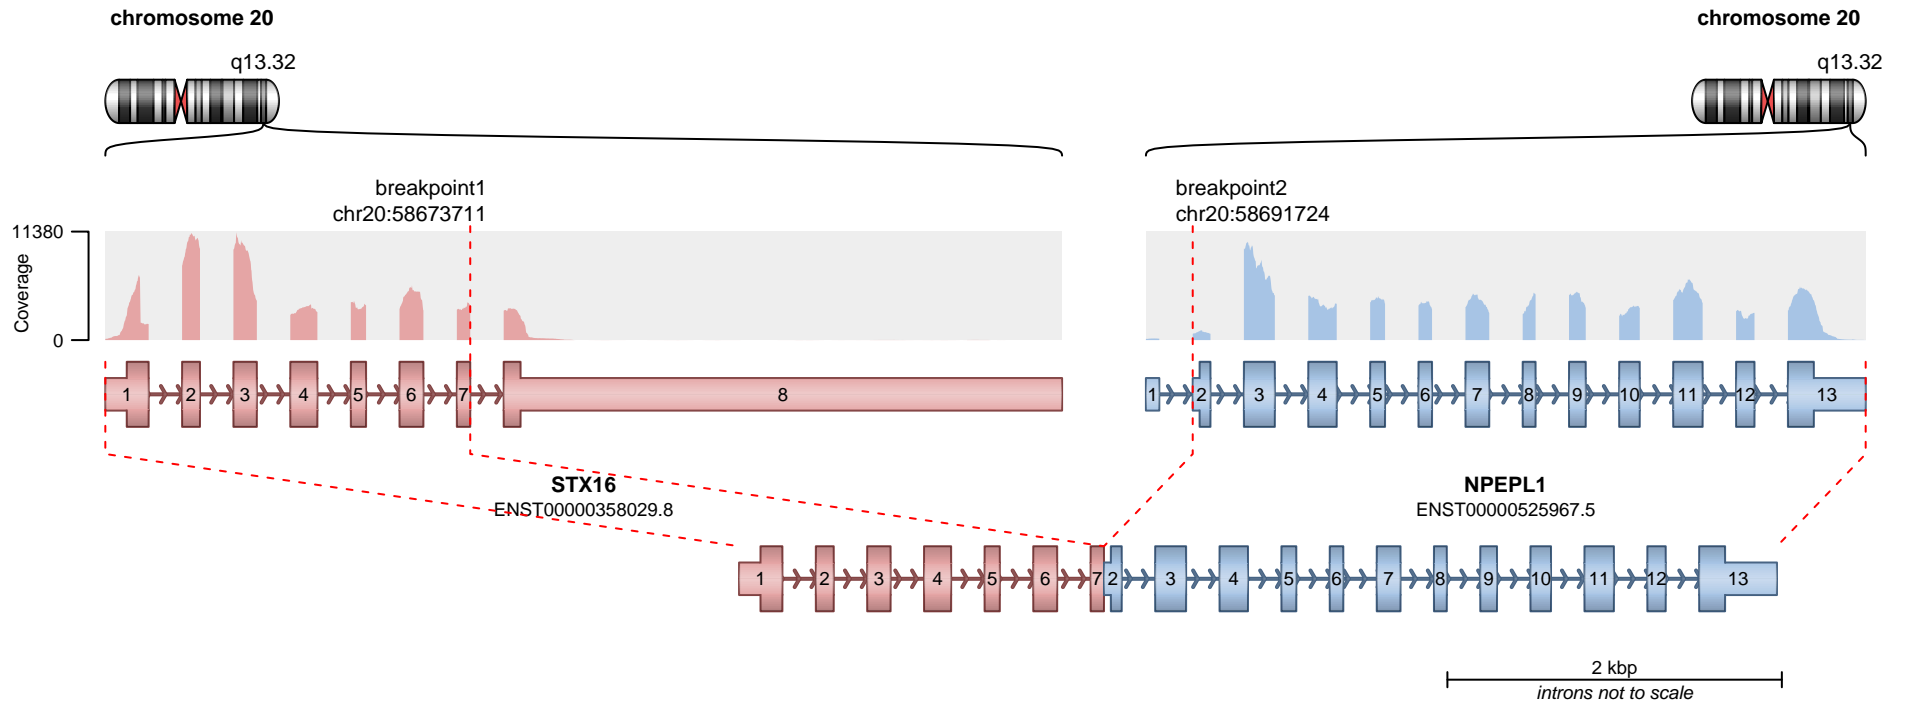 chromosome 20
chromosome 20
q13.32
q13.32
breakpoint1
chr20:58673711
breakpoint2
chr20:58691724
11380
Coverage
0
1 2 3 4 5 6 7 8
1 2 3 4 5 6 7 8 9 10 11 12 13
STX16
ENST00000358029.8
NPEPL1
ENST00000525967.5
1 2 3 4 5 6 7 2 3 4 5 6 7 8 9 10 11 12 13
2 kbp
introns not to scale